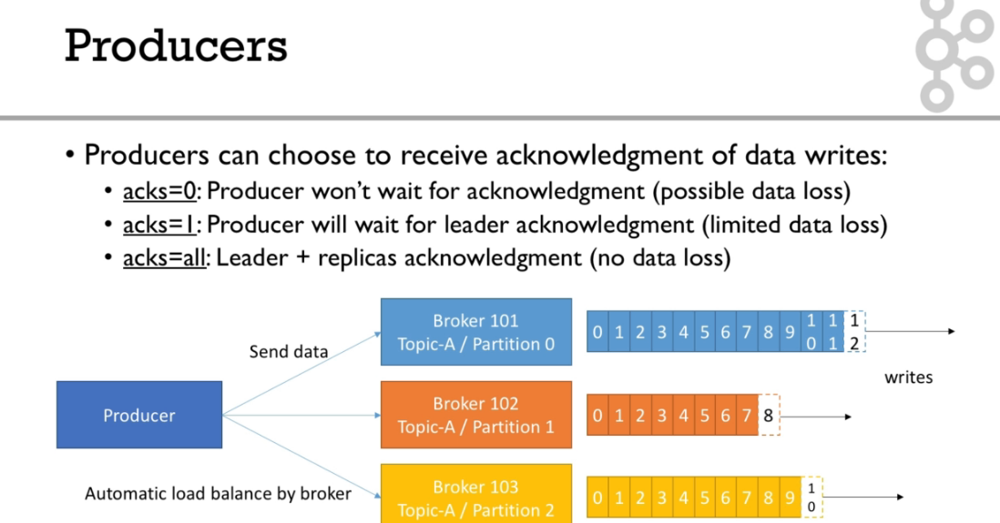 Producers
• Producers can choose to receive acknowledgment of data writes:
• acks=0: Producer won't wait for acknowledgment (possible data loss)
• acks=1: Producer will wait for leader acknowledgment (limited data loss)
• acks=all: Leader + replicas acknowledgment (no data loss)
Broker 101
Topic-A / Partition 0
0 1 2 3 4 5 6 7 8 9 10 11 12
Send data
writes
Producer
Broker 102
Topic-A / Partition 1
0 1 2 3 4 5 6 7 8
Automatic load balance by broker
Broker 103
Topic-A / Partition 2
0 1 2 3 4 5 6 7 8 9 10